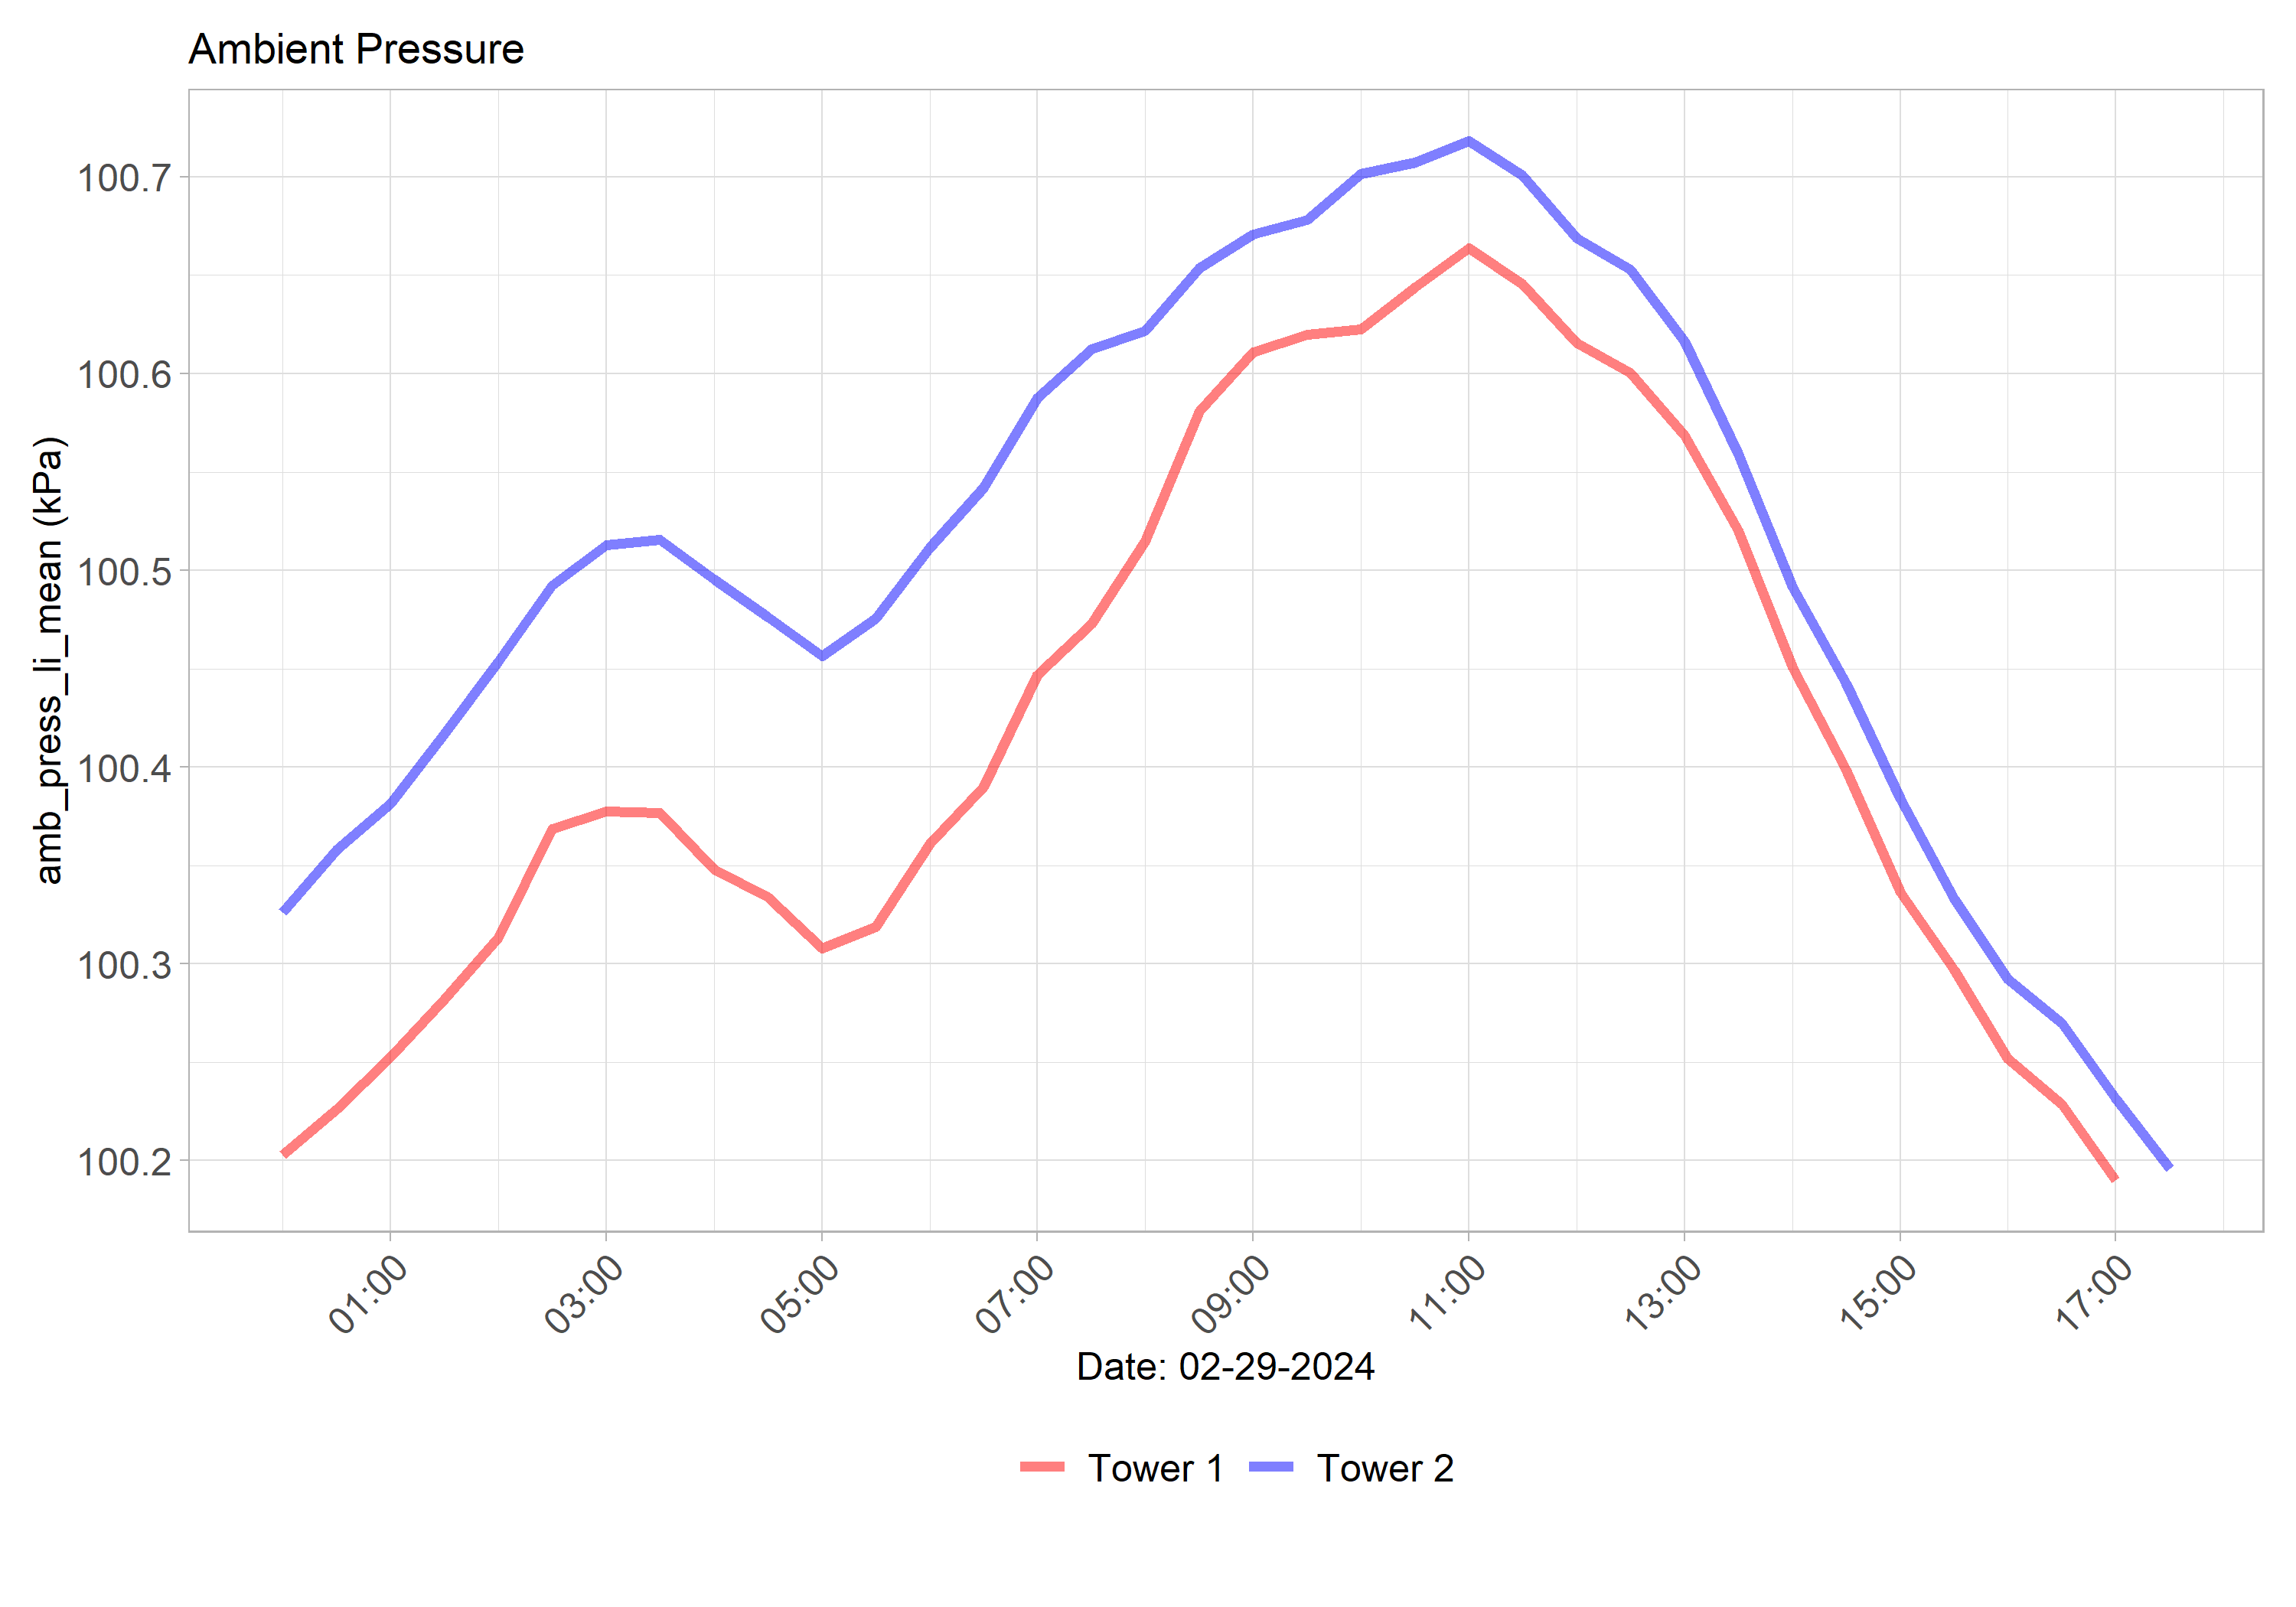 Ambient Pressure
amb_press_li_mean (kPa)
100.7
100.6
100.5
100.4
100.3
100.2
01:00 03:00 05:00 07:00 09:00 11:00 13:00 15:00 17:00
Date: 02-29-2024
Tower 1 Tower 2